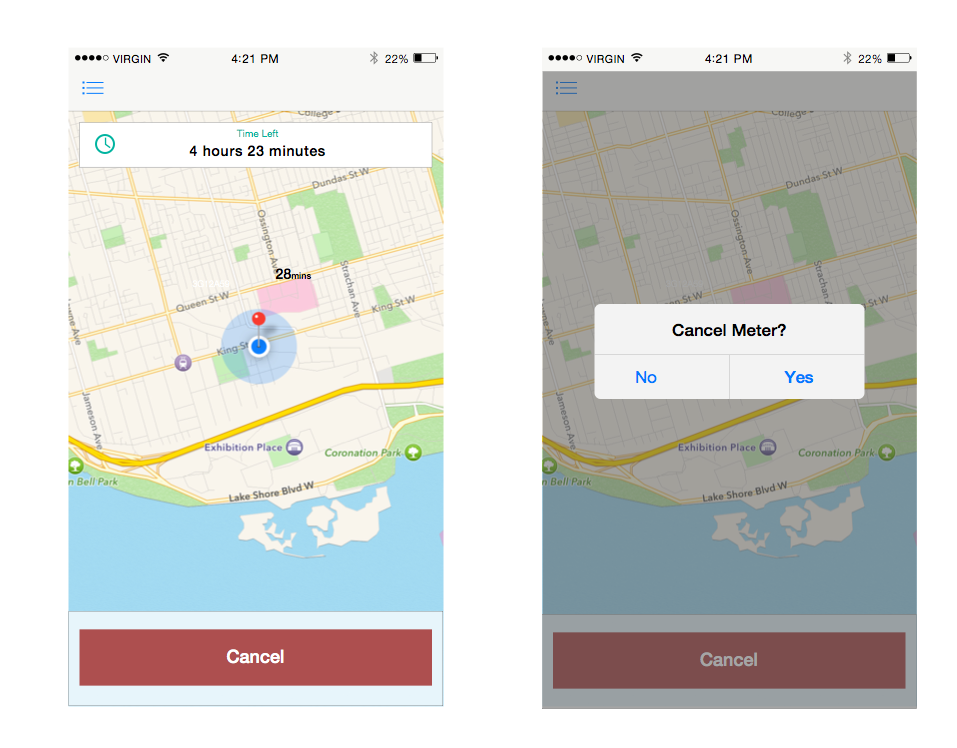 VIRGIN 4:21 PM 22%
College
Time Left
4 hours 23 minutes
Dundas St W
Ossington Ave
Strachan Ave
28mins
Queen St W
King St W
King St
Jameson Ave
Exhibition Place
Coronation Park
n Bell Park
Lake Shore Blvd W
Cancel
VIRGIN 4:21 PM 22%
College
Dundas St W
Ossington Ave
Strachan Ave
Queen St W
King St W
Cancel Meter?
No Yes
Jameson Ave
Exhibition Place
Coronation Park
n Bell Park
Lake Shore Blvd W
Cancel